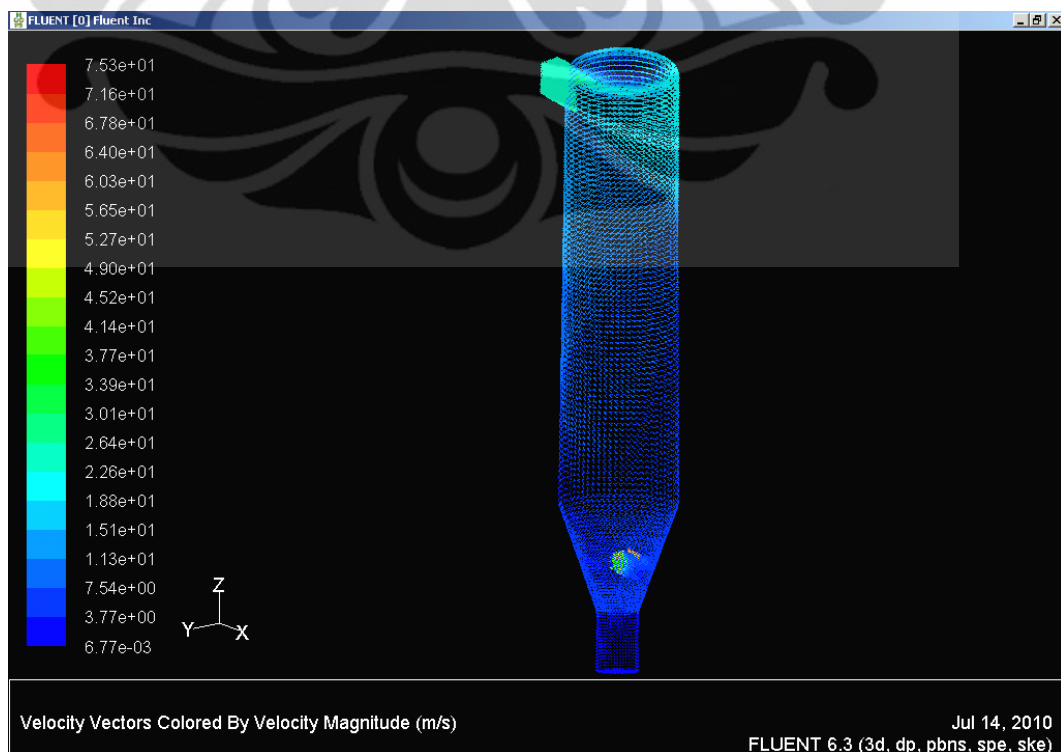 FLUENT [0] Fluent Inc
7.53e+01
7.16e+01
6.78e+01
6.40e+01
6.03e+01
5.65e+01
5.27e+01
4.90e+01
4.52e+01
4.14e+01
3.77e+01
3.39e+01
3.01e+01
2.64e+01
2.26e+01
1.88e+01
1.51e+01
1.13e+01
7.54e+00
3.77e+00
6.77e-03
Z
Y
X
Velocity Vectors Colored By Velocity Magnitude (m/s)
Jul 14, 2010
FLUENT 6.3 (3d, dp, pbns, spe, ske)